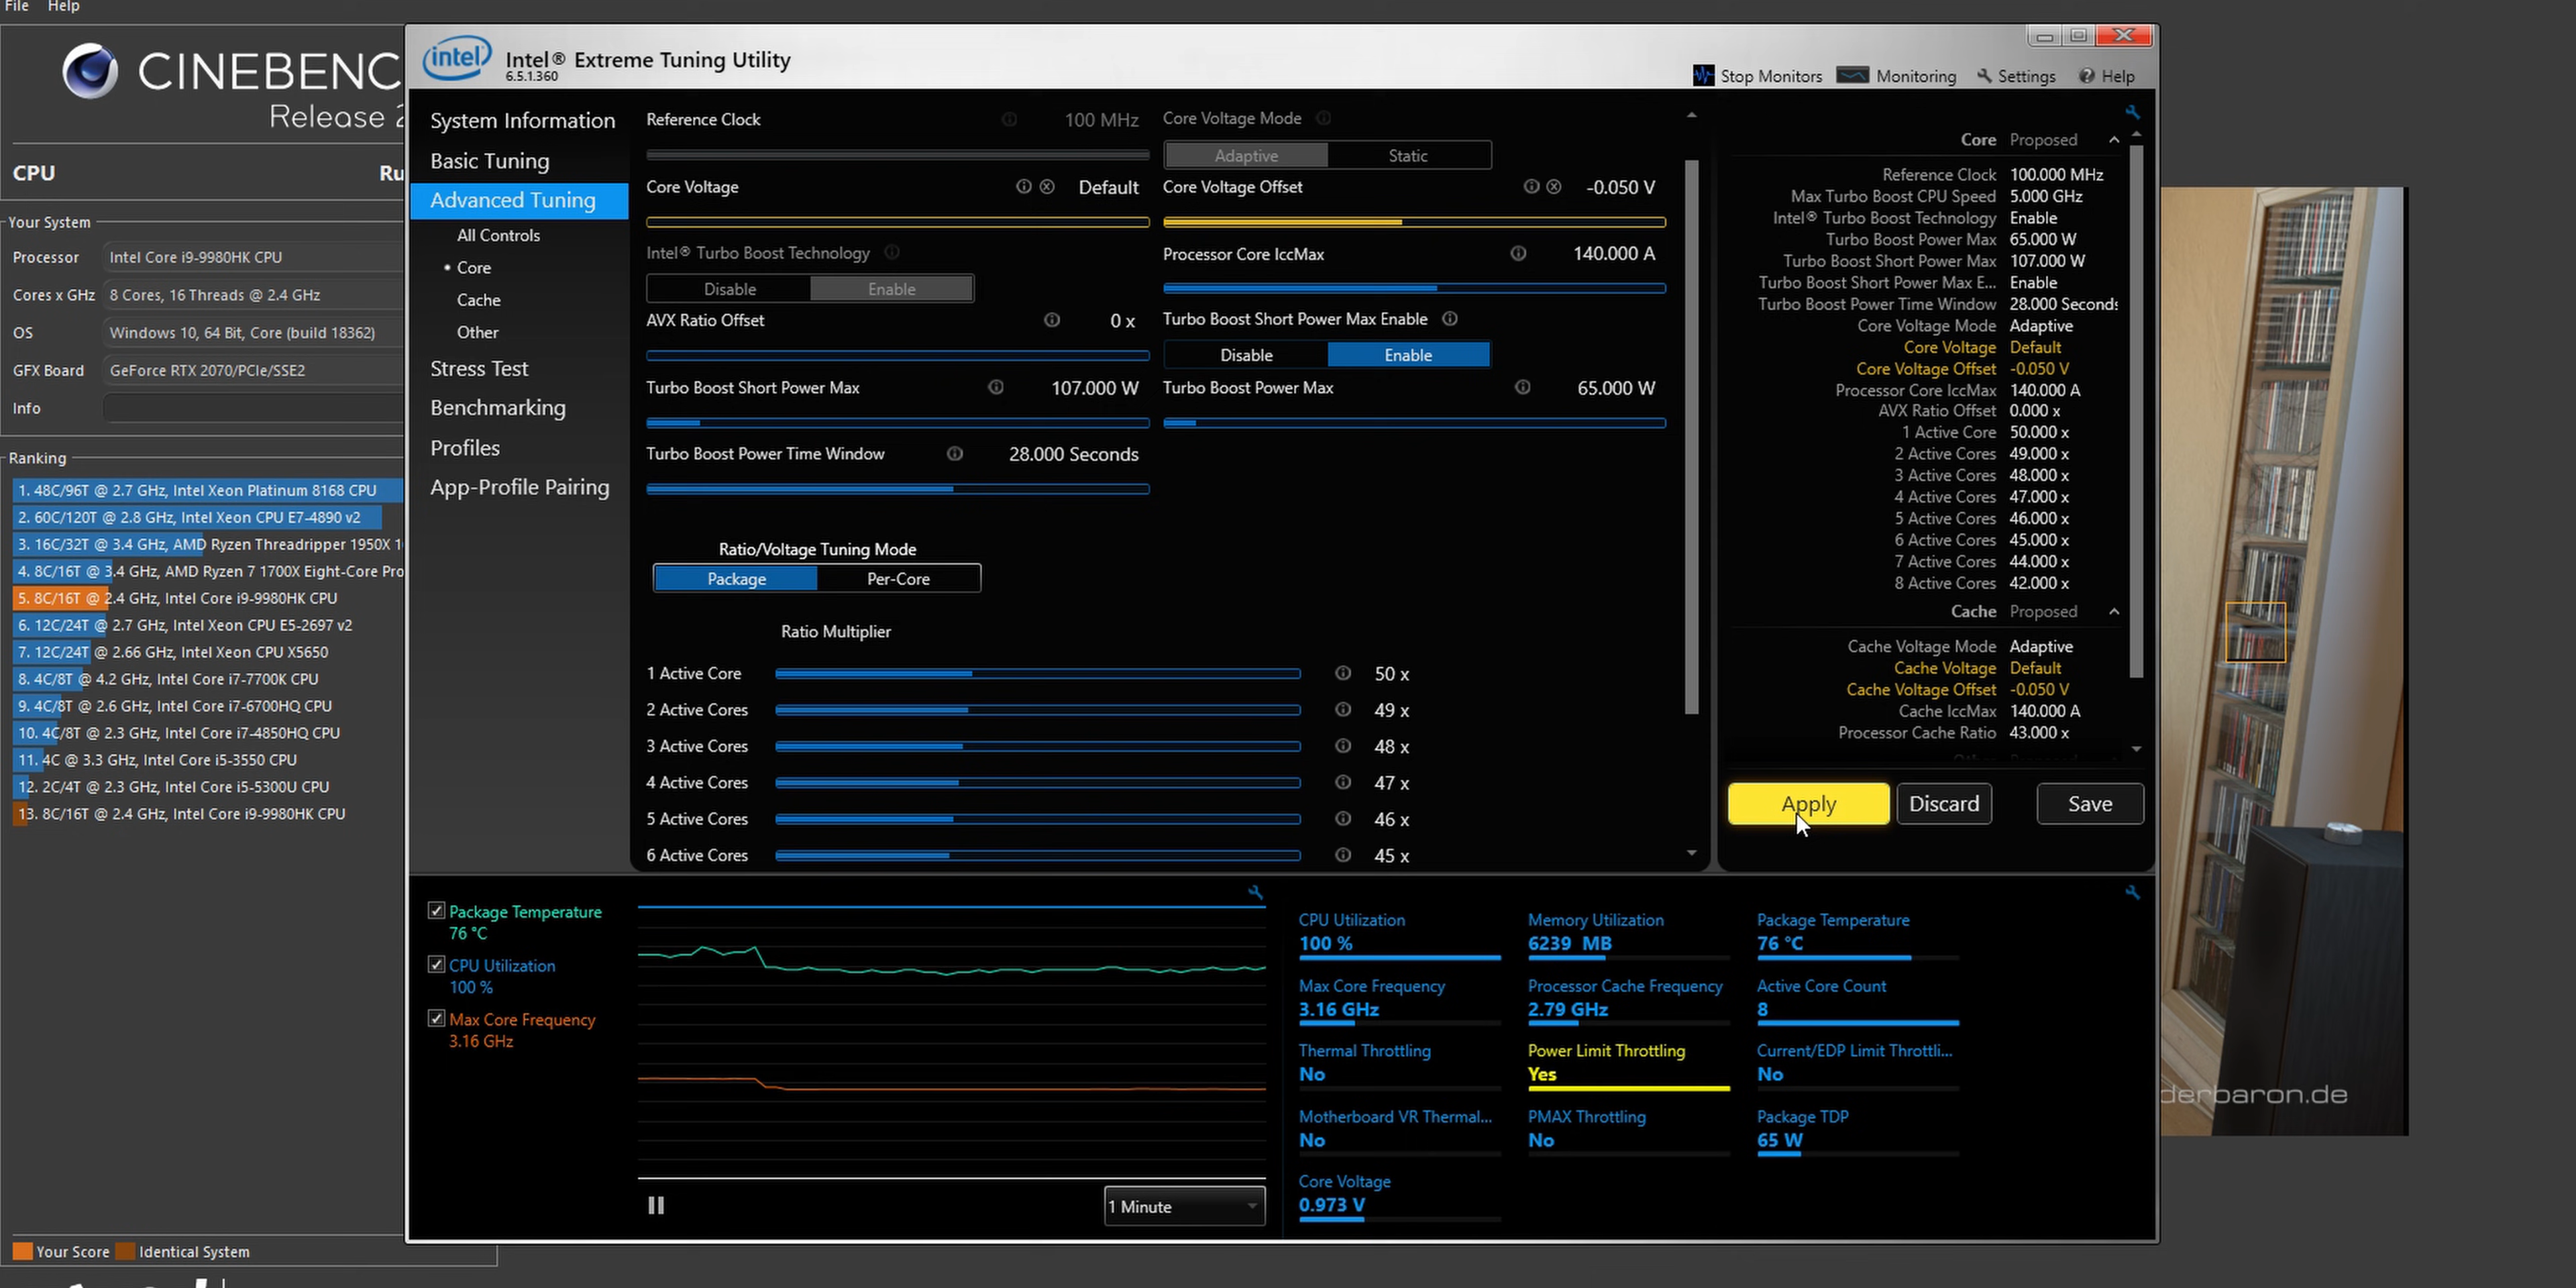 File Help
CINEBENC
Release 2
CPU Ru
Your System
Processor Intel Core i9-9980HK CPU
Cores x GHz 8 Cores, 16 Threads @ 2.4 GHz
OS Windows 10, 64 Bit, Core (build 18362)
GFX Board GeForce RTX 2070/PCIe/SSE2
Info
Ranking
1. 48C/96T @ 2.7 GHz, Intel Xeon Platinum 8168 CPU
2. 60C/120T @ 2.8 GHz, Intel Xeon CPU E7-4890 v2
3. 16C/32T @ 3.4 GHz, AMD Ryzen Threadripper 1950X 1
4. 8C/16T @ 3.4 GHz, AMD Ryzen 7 1700X Eight-Core Pro
5. 8C/16T @ 2.4 GHz, Intel Core i9-9980HK CPU
6. 12C/24T @ 2.7 GHz, Intel Xeon CPU E5-2697 v2
7. 12C/24T @ 2.66 GHz, Intel Xeon CPU X5650
8. 4C/8T @ 4.2 GHz, Intel Core i7-7700K CPU
9. 4C/8T @ 2.6 GHz, Intel Core i7-6700HQ CPU
10. 4C/8T @ 2.3 GHz, Intel Core i7-4850HQ CPU
11. 4C @ 3.3 GHz, Intel Core i5-3550 CPU
12. 2C/4T @ 2.3 GHz, Intel Core i5-5300U CPU
13. 8C/16T @ 2.4 GHz, Intel Core i9-9980HK CPU
Your Score Identical System
intel Intel® Extreme Tuning Utility
6.5.1.360
Stop Monitors Monitoring Settings Help
System Information
Basic Tuning
Advanced Tuning
All Controls
• Core
Cache
Other
Stress Test
Benchmarking
Profiles
App-Profile Pairing
Reference Clock 100 MHz
Core Voltage Default
Intel® Turbo Boost Technology
Disable Enable
AVX Ratio Offset 0 x
Turbo Boost Short Power Max 107.000 W
Turbo Boost Power Time Window 28.000 Seconds
Core Voltage Mode
Adaptive Static
Core Voltage Offset -0.050 V
Processor Core IccMax 140.000 A
Turbo Boost Short Power Max Enable
Disable Enable
Turbo Boost Power Max 65.000 W
Ratio/Voltage Tuning Mode
Package Per-Core
Ratio Multiplier
1 Active Core 50 x
2 Active Cores 49 x
3 Active Cores 48 x
4 Active Cores 47 x
5 Active Cores 46 x
6 Active Cores 45 x
Core Proposed
Reference Clock 100.000 MHz
Max Turbo Boost CPU Speed 5.000 GHz
Intel® Turbo Boost Technology Enable
Turbo Boost Power Max 65.000 W
Turbo Boost Short Power Max 107.000 W
Turbo Boost Short Power Max E... Enable
Turbo Boost Power Time Window 28.000 Seconds
Core Voltage Mode Adaptive
Core Voltage Default
Core Voltage Offset -0.050 V
Processor Core IccMax 140.000 A
AVX Ratio Offset 0.000 x
1 Active Core 50.000 x
2 Active Cores 49.000 x
3 Active Cores 48.000 x
4 Active Cores 47.000 x
5 Active Cores 46.000 x
6 Active Cores 45.000 x
7 Active Cores 44.000 x
8 Active Cores 42.000 x
Cache Proposed
Cache Voltage Mode Adaptive
Cache Voltage Default
Cache Voltage Offset -0.050 V
Cache IccMax 140.000 A
Processor Cache Ratio 43.000 x
Apply Discard Save
Package Temperature
76 °C
CPU Utilization
100 %
Max Core Frequency
3.16 GHz
1 Minute
CPU Utilization Memory Utilization Package Temperature
100 % 6239 MB 76 °C
Max Core Frequency Processor Cache Frequency Active Core Count
3.16 GHz 2.79 GHz 8
Thermal Throttling Power Limit Throttling Current/EDP Limit Throttli...
No Yes No
Motherboard VR Thermal... PMAX Throttling Package TDP
No No 65 W
Core Voltage
0.973 V
derbaron.de